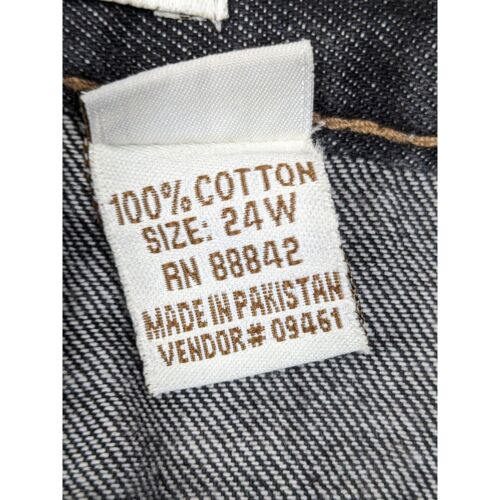 100% COTTON
SIZE: 24W
RN 88842
MADE IN PAKISTAN
VENDOR# 09461